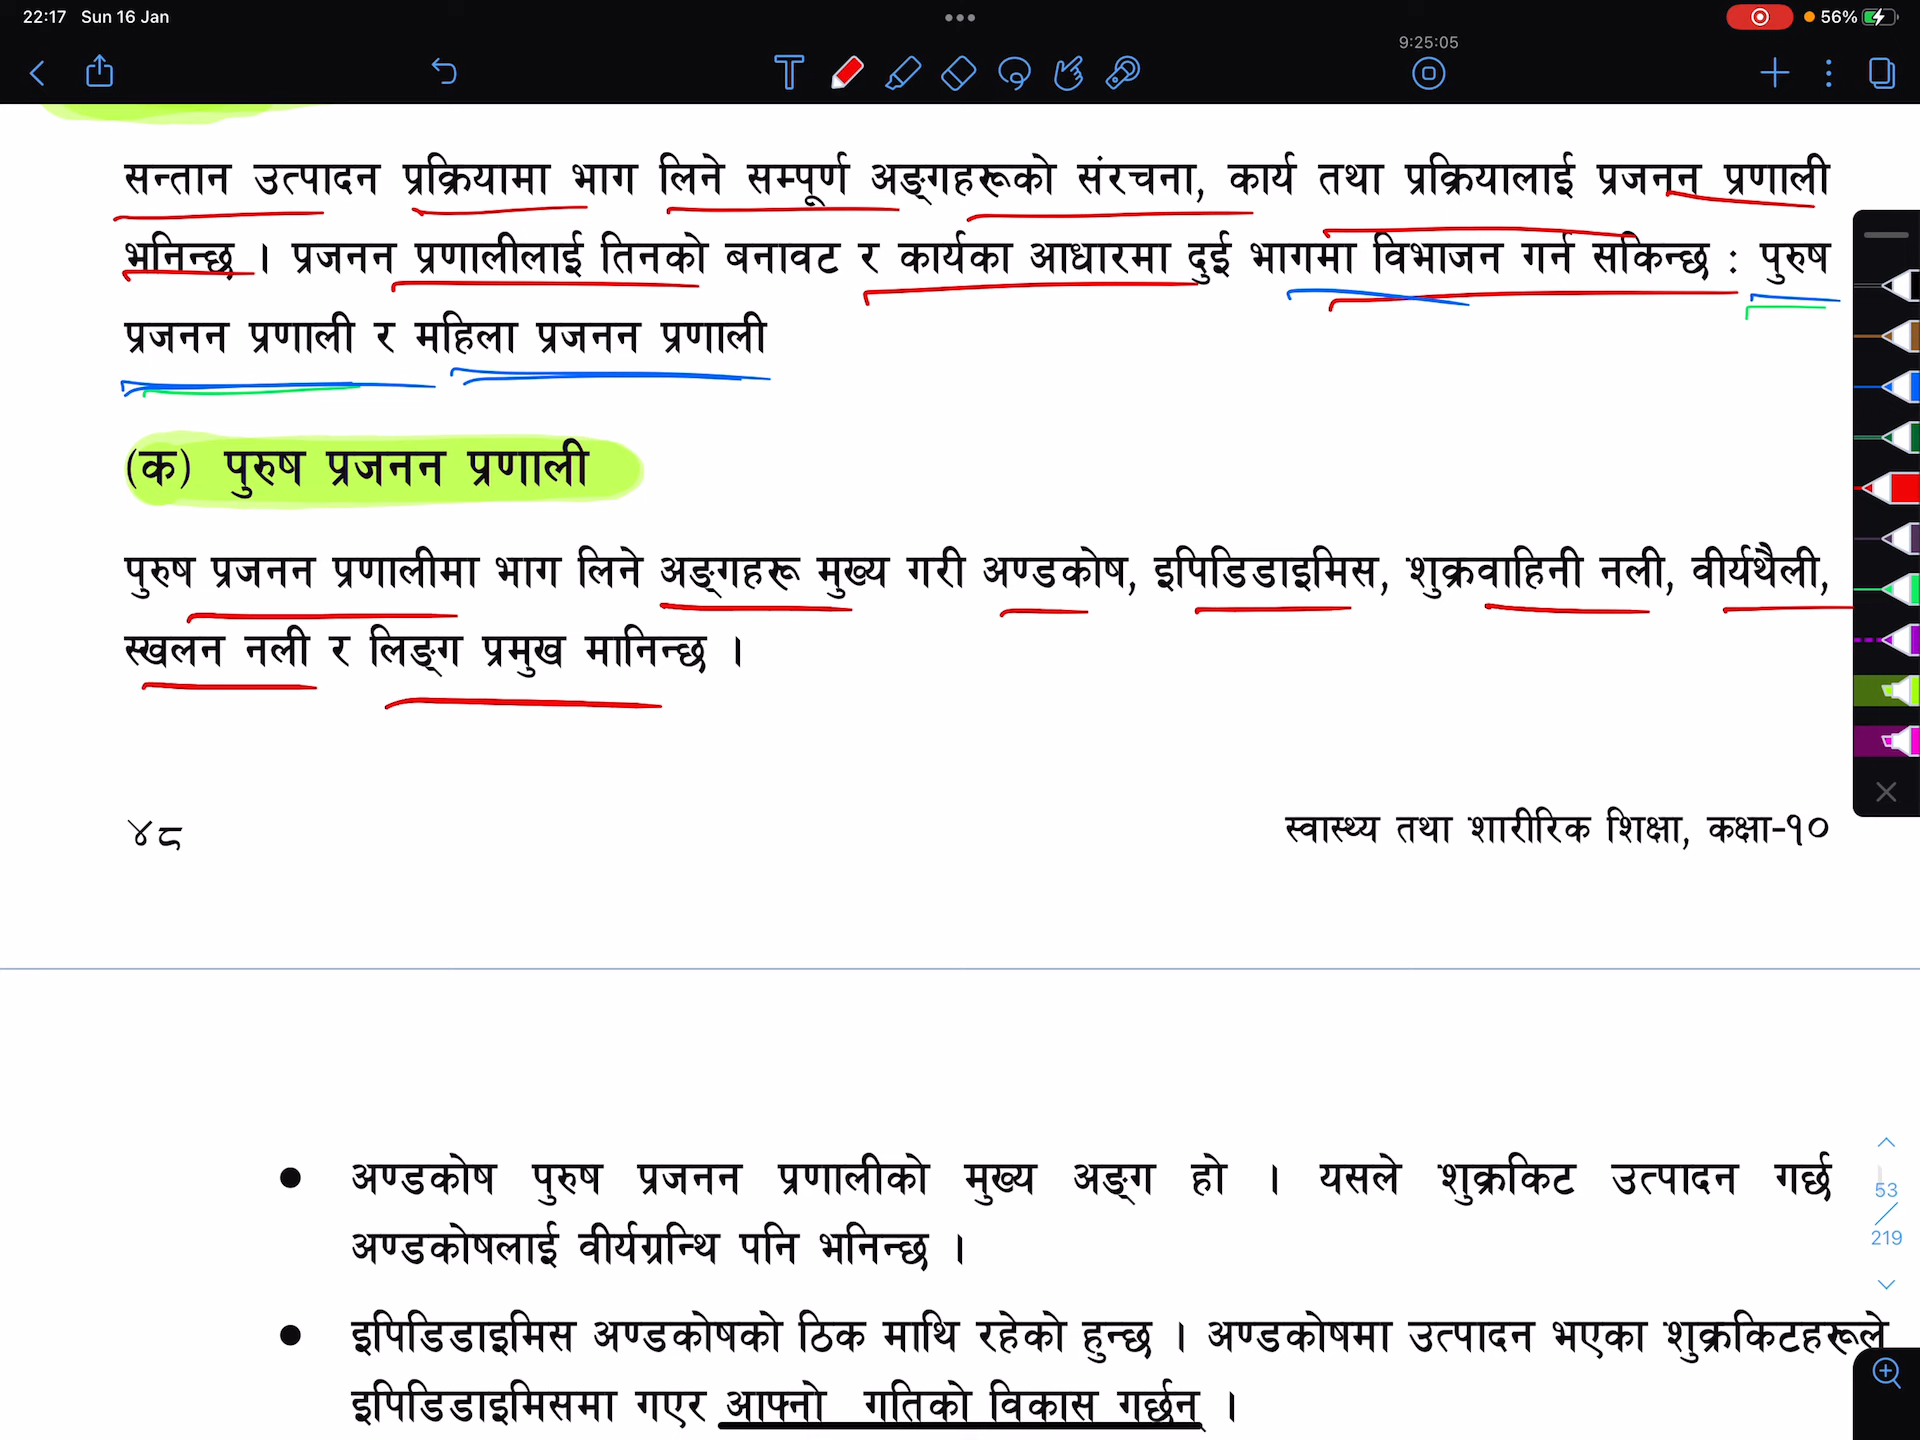 22:17 Sun 16 Jan
56%
9:25:05
सन्तान उत्पादन प्रक्रियामा भाग लिने सम्पूर्ण अङ्गहरूको संरचना, कार्य तथा प्रक्रियालाई प्रजनन प्रणाली
भनिन्छ । प्रजनन प्रणालीलाई तिनको बनावट र कार्यका आधारमा दुई भागमा विभाजन गर्न सकिन्छ : पुरुष
प्रजनन प्रणाली र महिला प्रजनन प्रणाली
(क) पुरुष प्रजनन प्रणाली
पुरुष प्रजनन प्रणालीमा भाग लिने अङ्गहरू मुख्य गरी अण्डकोष, इपिडिडाइमिस, शुक्रवाहिनी नली, वीर्यथैली,
स्खलन नली र लिङ्ग प्रमुख मानिन्छ ।
४८
स्वास्थ्य तथा शारीरिक शिक्षा, कक्षा-१०
● अण्डकोष पुरुष प्रजनन प्रणालीको मुख्य अङ्ग हो । यसले शुक्रकिट उत्पादन गर्छ
अण्डकोषलाई वीर्यग्रन्थि पनि भनिन्छ ।
● इपिडिडाइमिस अण्डकोषको ठिक माथि रहेको हुन्छ । अण्डकोषमा उत्पादन भएका शुक्रकिटहरूले
इपिडिडाइमिसमा गएर आफ्नो गतिको विकास गर्छन् ।
53
/
219